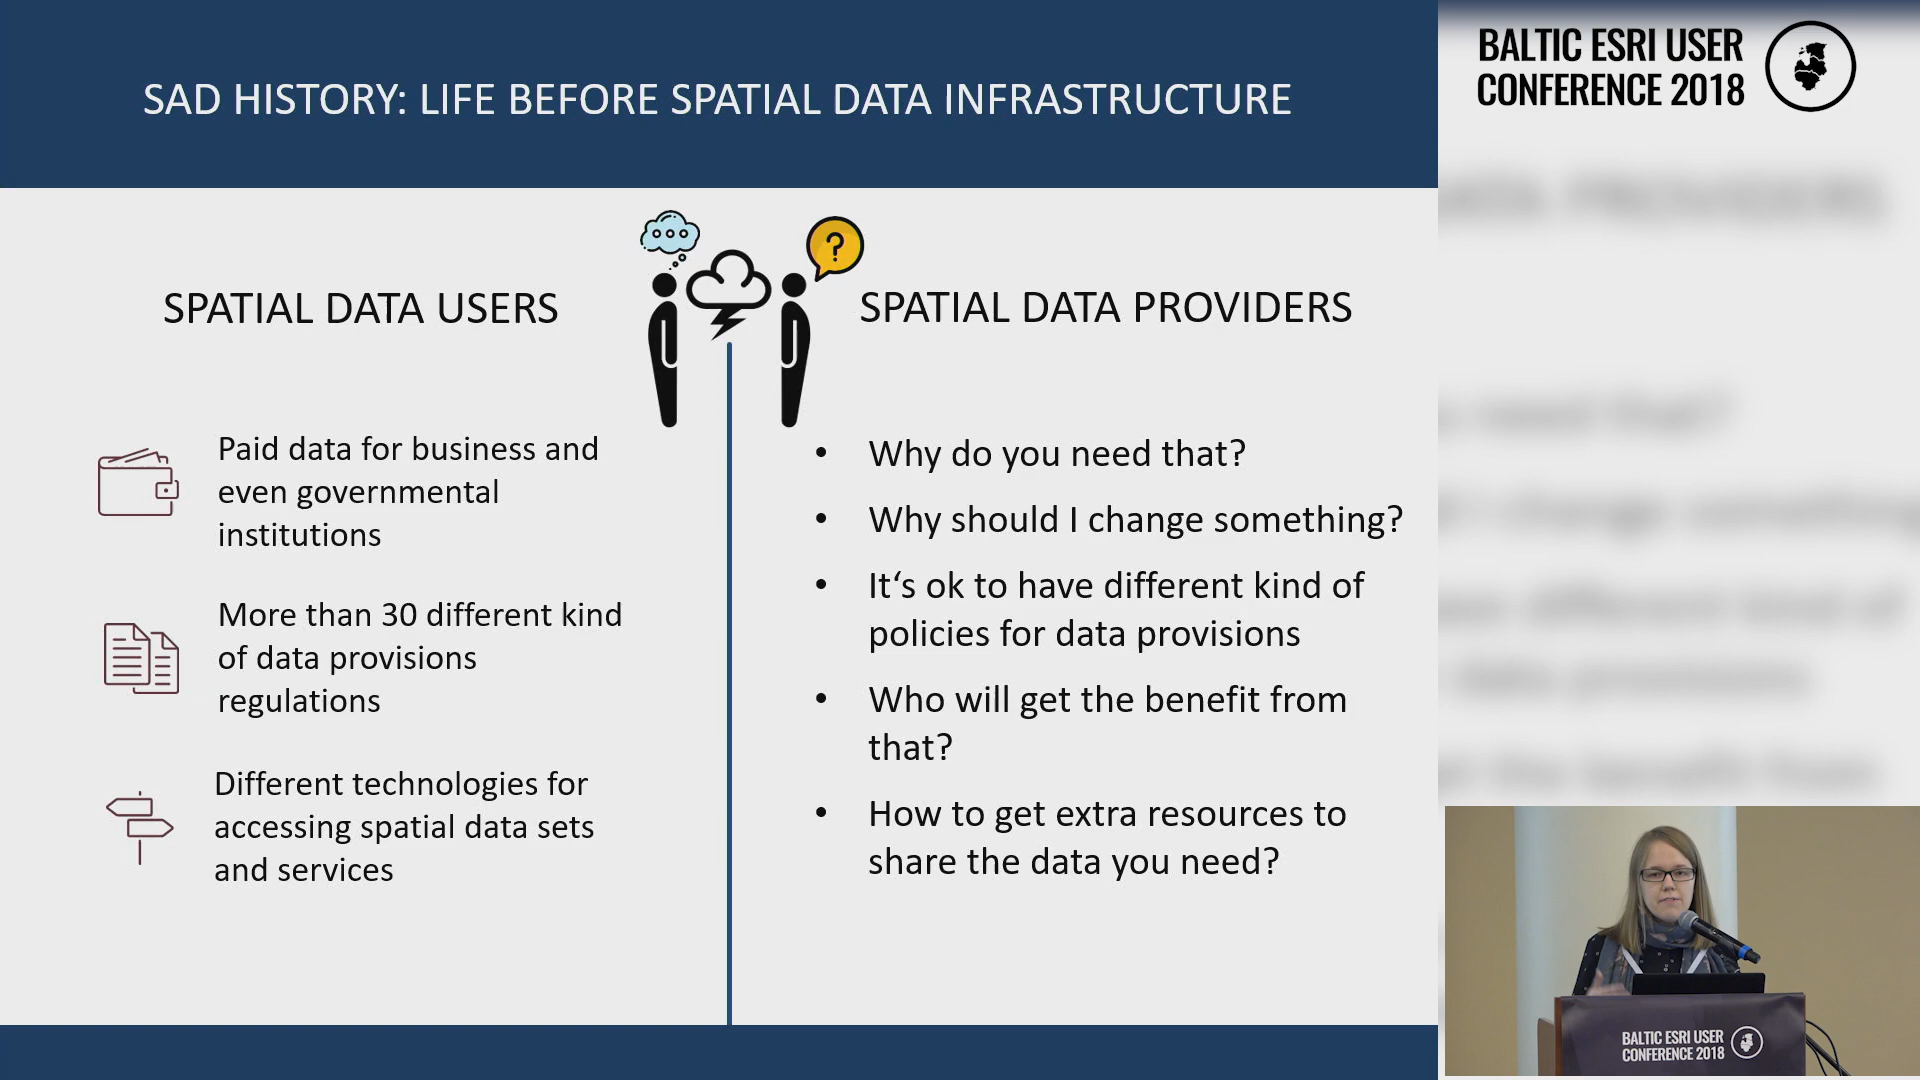 SAD HISTORY: LIFE BEFORE SPATIAL DATA INFRASTRUCTURE
BALTIC ESRI USER
CONFERENCE 2018
SPATIAL DATA USERS
?
SPATIAL DATA PROVIDERS
Paid data for business and
even governmental
institutions
More than 30 different kind
of data provisions
regulations
Different technologies for
accessing spatial data sets
and services
• Why do you need that?
• Why should I change something?
• It‘s ok to have different kind of
policies for data provisions
• Who will get the benefit from
that?
• How to get extra resources to
share the data you need?
BALTIC ESRI USER
CONFERENCE 2018